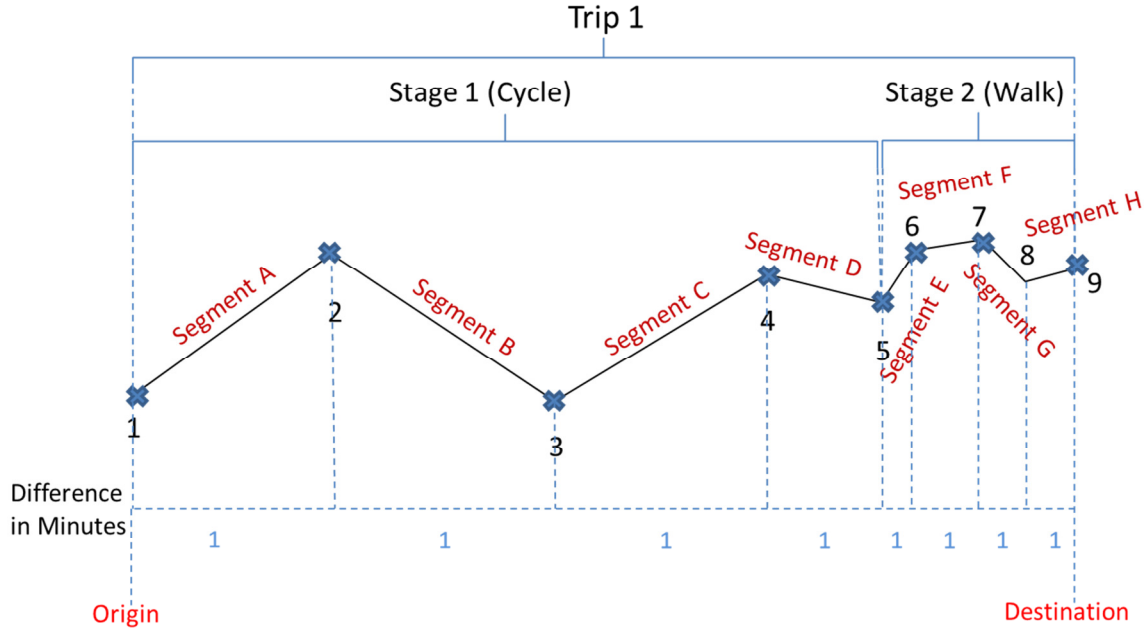 Trip 1
Stage 1 (Cycle)
Stage 2 (Walk)
Segment A
Segment B
Segment C
Segment D
Segment E
Segment F
Segment G
Segment H
1
2
3
4
5
6
7
8
9
Difference
in Minutes
1 1 1 1 1 1 1 1
Origin
Destination